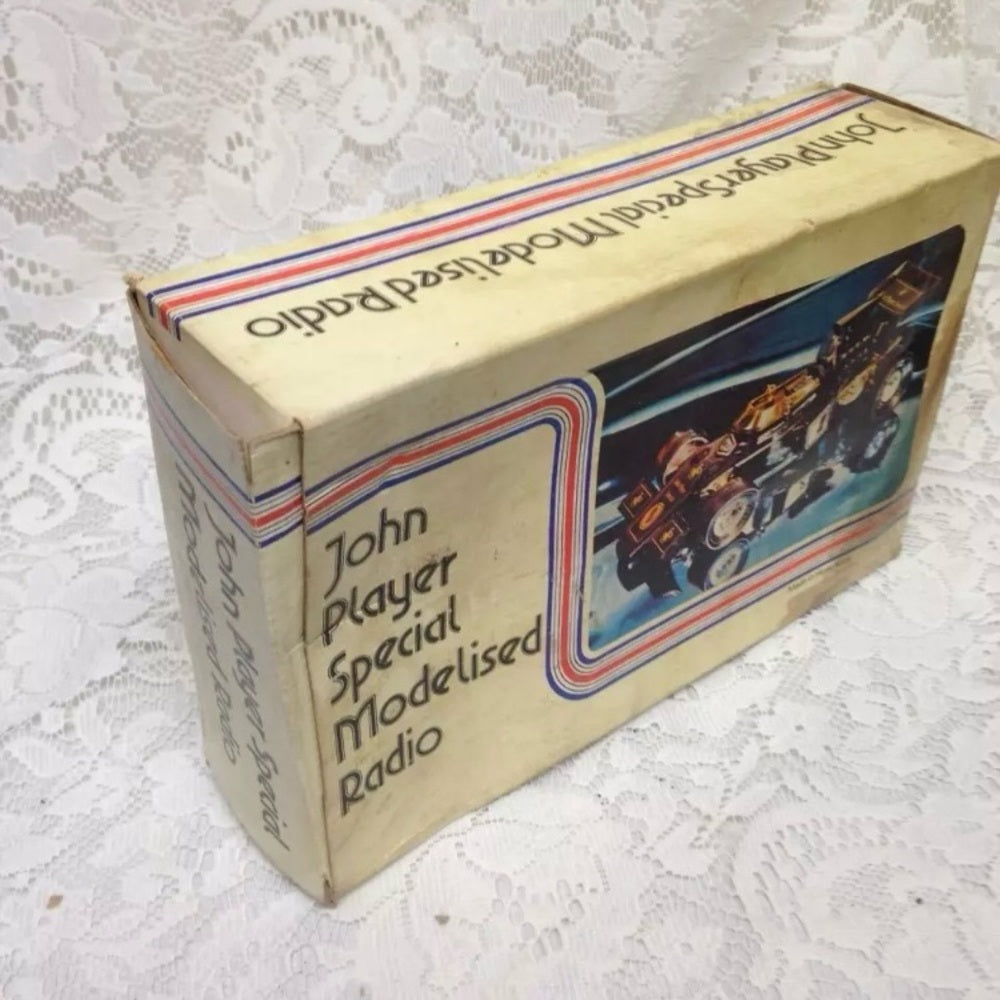 John Player Special Modelised Radio
John
Player
Special
Modelised
Radio
John Player Special
Modelised Radio